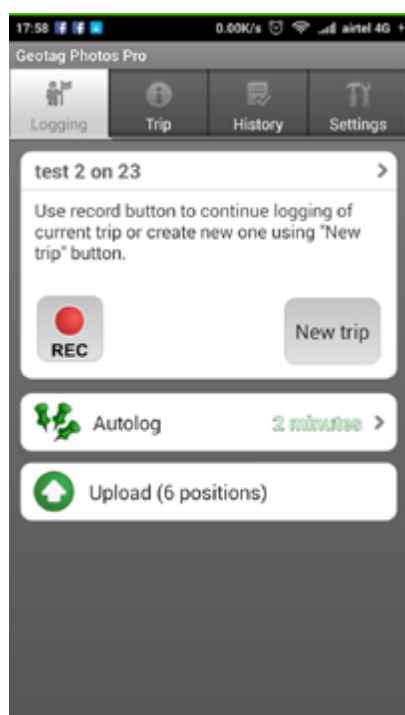 17:58 0.00K/s airtel 4G
Geotag Photos Pro
Logging Trip History Settings
test 2 on 23
Use record button to continue logging of
current trip or create new one using "New
trip" button.
REC New trip
Autolog 2 minutes
Upload (6 positions)